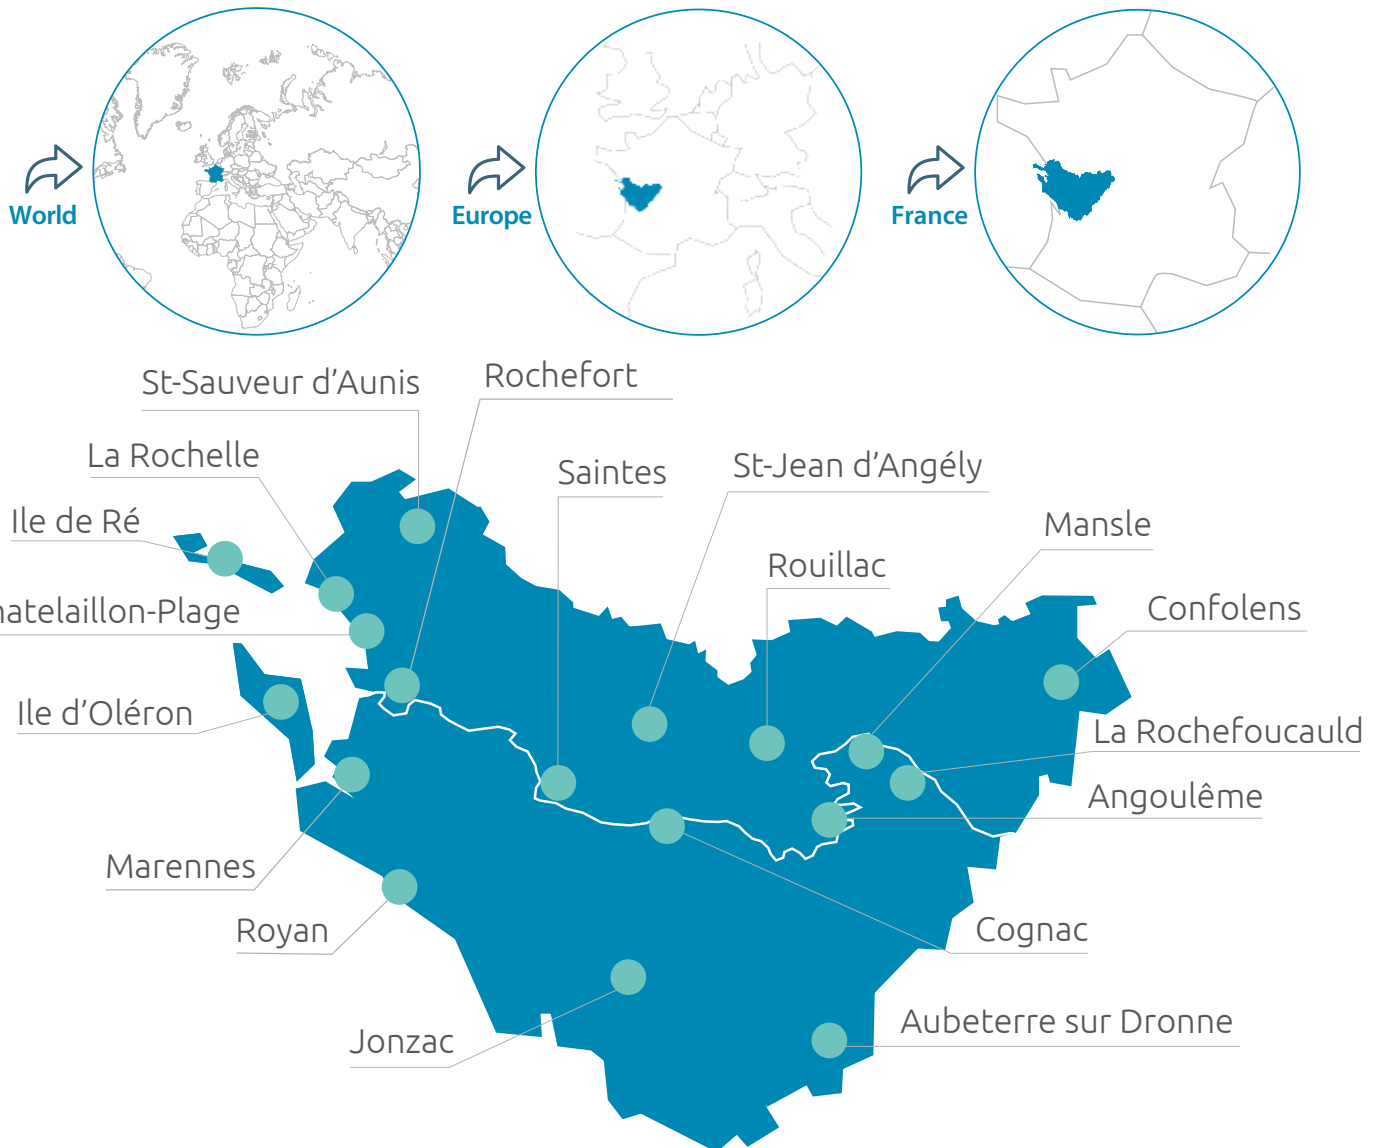 World
Europe
France
St-Sauveur d'Aunis
Rochefort
La Rochelle
Saintes
St-Jean d'Angély
Ile de Ré
Mansle
Rouillac
hatelaillon-Plage
Confolens
Ile d'Oléron
La Rochefoucauld
Angoulême
Marennes
Royan
Cognac
Jonzac
Aubeterre sur Dronne